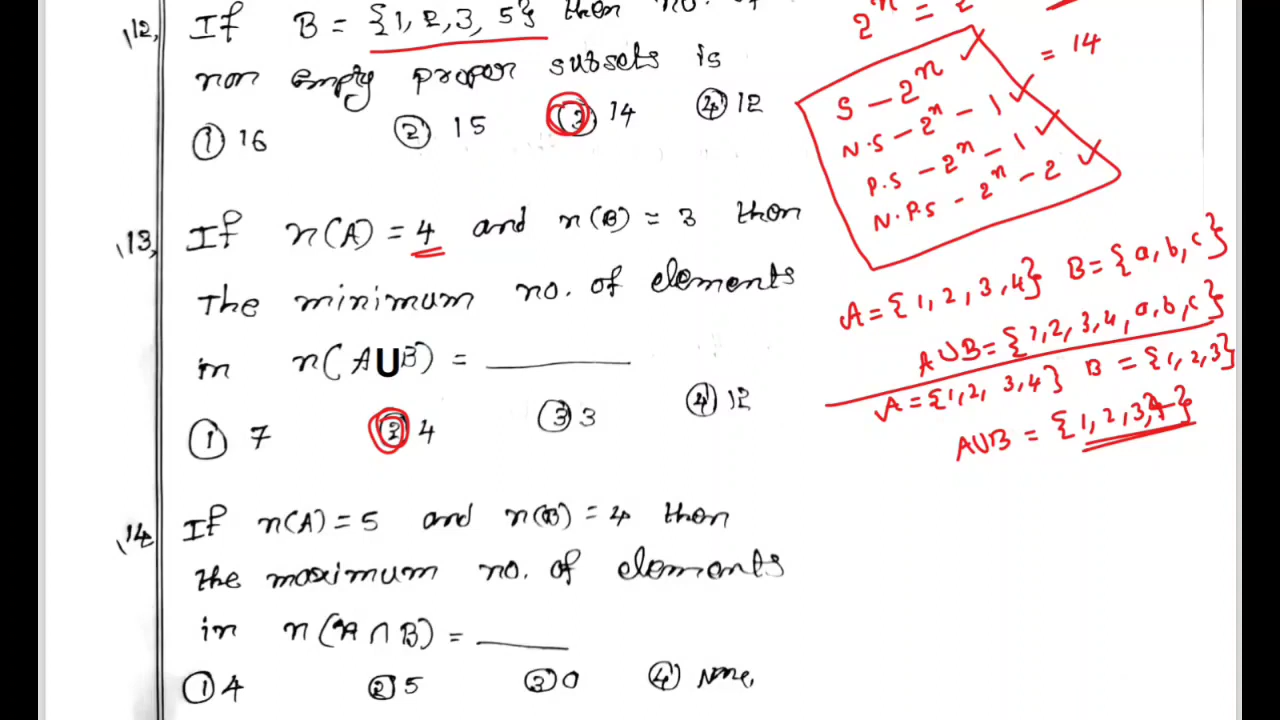 12, If B = {1, 2, 3, 5} then no. of
non empty proper subsets is
① 16 ② 15 ③ 14 ④ 12
2ⁿ = 2
= 14
S - 2ⁿ ✓
N.S - 2ⁿ - 1 ✓
P.S - 2ⁿ - 1 ✓
N.P.S - 2ⁿ - 2 ✓
13, If n(A) = 4 and n(B) = 3 then
the minimum no. of elements
in n(A∪B) = ______
① 7 ② 4 ③ 3 ④ 12
A = {1, 2, 3, 4} B = {a, b, c}
A∪B = {1, 2, 3, 4, a, b, c}
A = {1, 2, 3, 4} B = {1, 2, 3}
A∪B = {1, 2, 3, 4}
14 If n(A) = 5 and n(B) = 4 then
the maximum no. of elements
in n(A∩B) = ______
① 4 ② 5 ③ 0 ④ None,